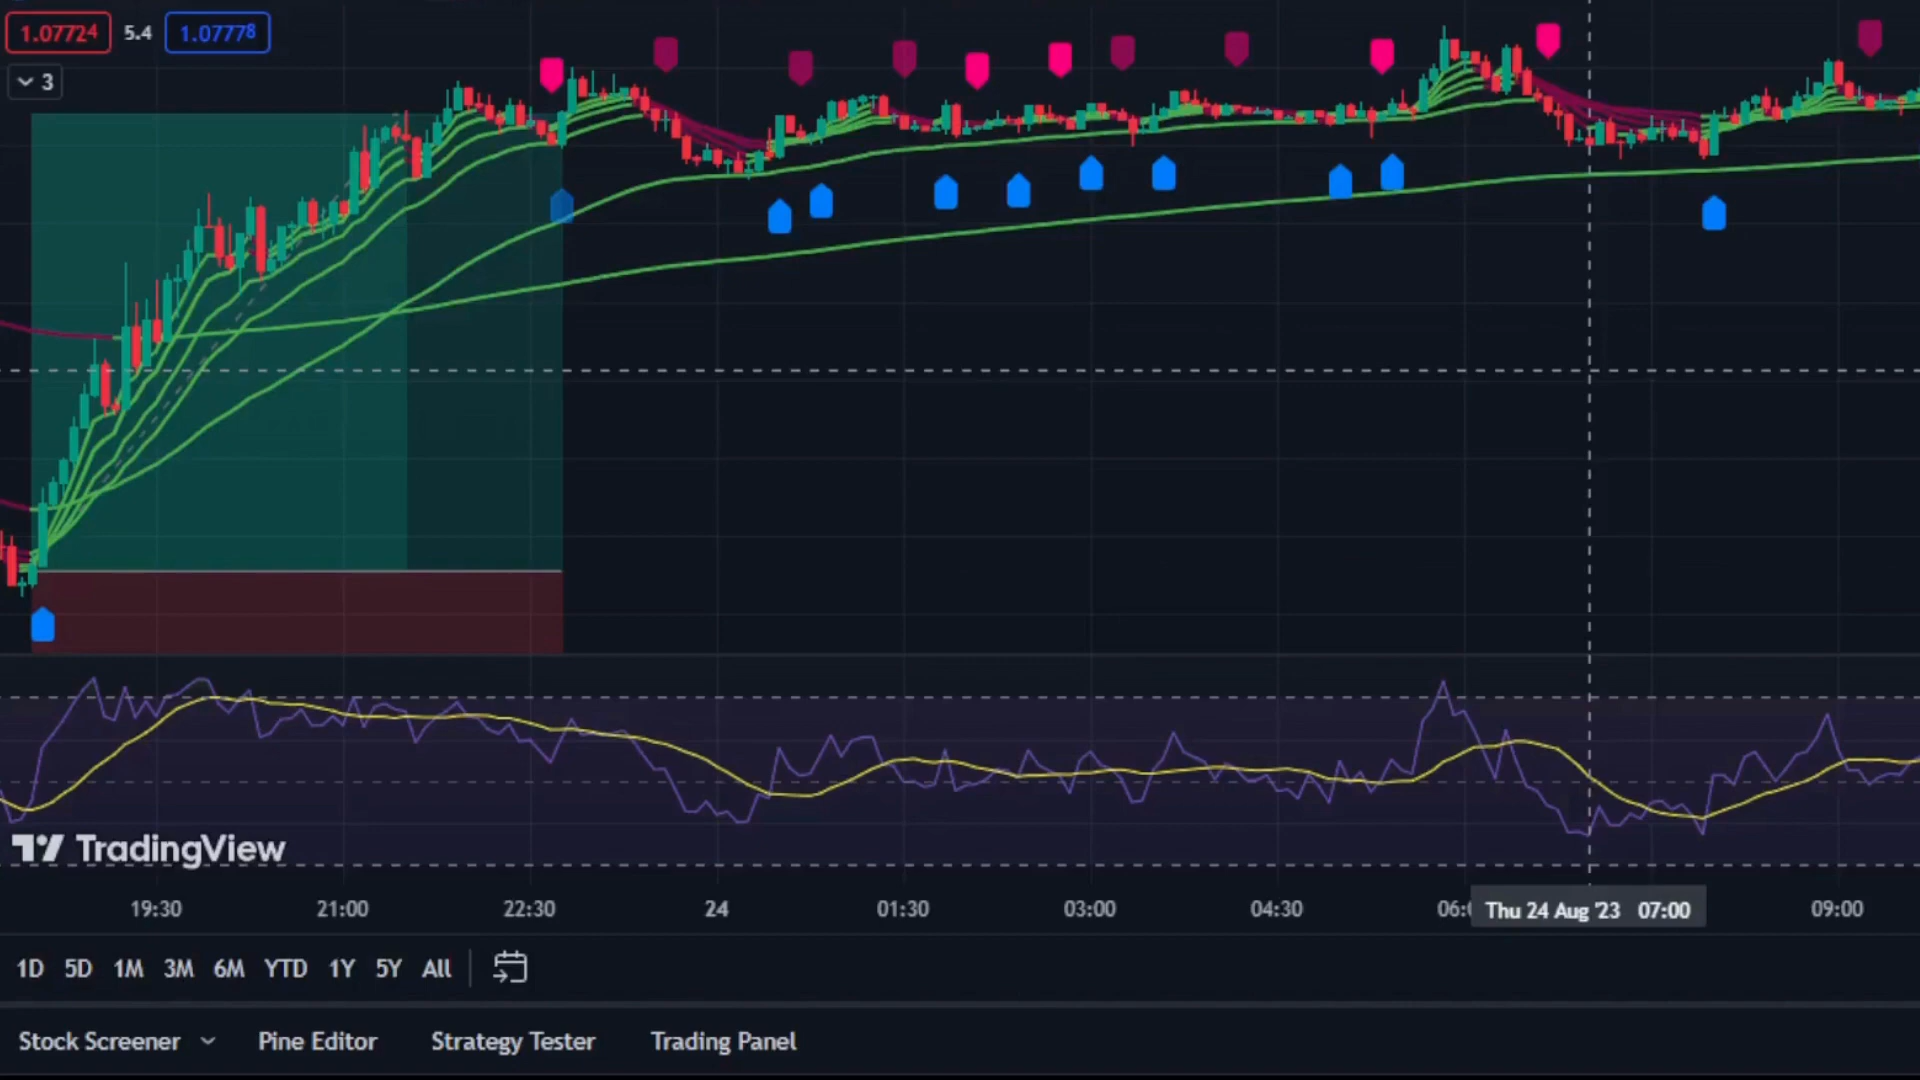 1.07724 5.4 1.07778
3
TradingView
19:30 21:00 22:30 24 01:30 03:00 04:30 06:0 Thu 24 Aug '23 07:00 09:00
1D 5D 1M 3M 6M YTD 1Y 5Y All
Stock Screener Pine Editor Strategy Tester Trading Panel